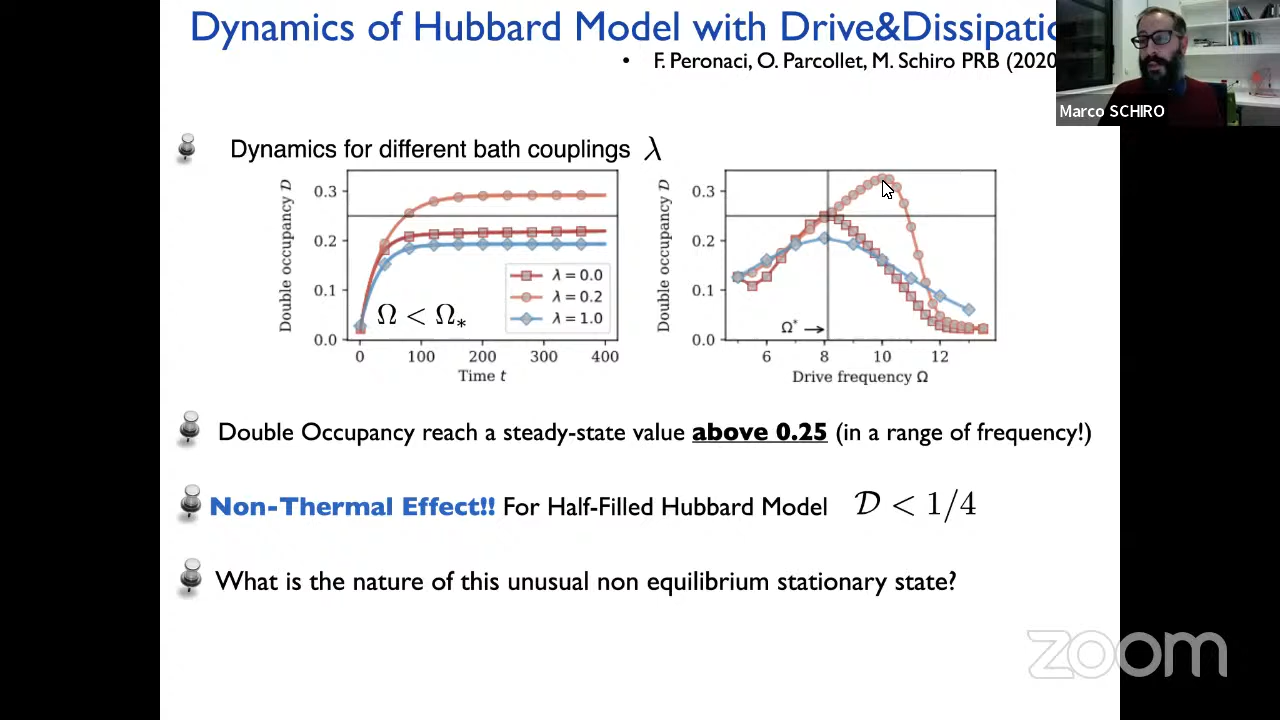 Dynamics of Hubbard Model with Drive&Dissipatio
• F. Peronaci, O. Parcollet, M. Schiro PRB (2020
Marco SCHIRO
Dynamics for different bath couplings λ
Double occupancy 𝒟
0.3
0.2
0.1
0.0
Ω < Ω*
λ = 0.0
λ = 0.2
λ = 1.0
0 100 200 300 400
Time t
Double occupancy 𝒟
0.3
0.2
0.1
0.0
Ω* →
6 8 10 12
Drive frequency Ω
Double Occupancy reach a steady-state value above 0.25 (in a range of frequency!)
Non-Thermal Effect!! For Half-Filled Hubbard Model 𝒟 < 1/4
What is the nature of this unusual non equilibrium stationary state?
zoom